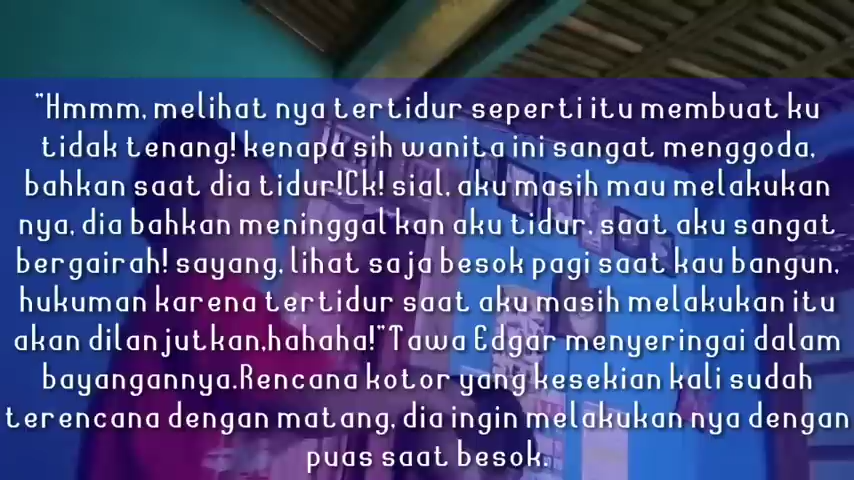 "Hmmm, melihat nya tertidur seperti itu membuat ku
tidak tenang! kenapa sih wanita ini sangat menggoda,
bahkan saat dia tidur!Ck! sial, aku masih mau melakukan
nya, dia bahkan meninggal kan aku tidur, saat aku sangat
bergairah! sayang, lihat saja besok pagi saat kau bangun,
hukuman karena tertidur saat aku masih melakukan itu
akan dilanjutkan,hahaha!"Tawa Edgar menyeringai dalam
bayangannya.Rencana kotor yang kesekian kali sudah
terencana dengan matang, dia ingin melakukan nya dengan
puas saat besok.